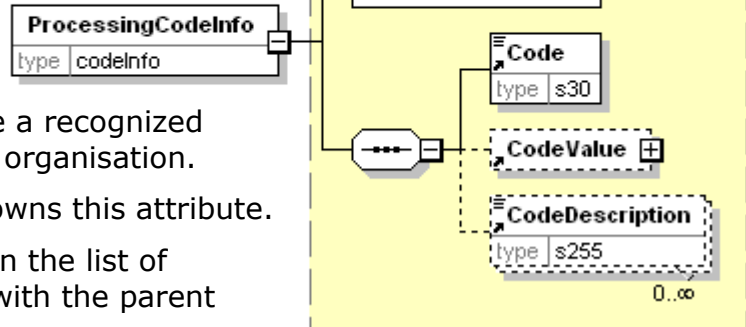 ProcessingCodeInfo
type codeInfo
Code
type s30
CodeValue
CodeDescription
type s255
0..∞
e a recognized
organisation.
owns this attribute.
n the list of
with the parent